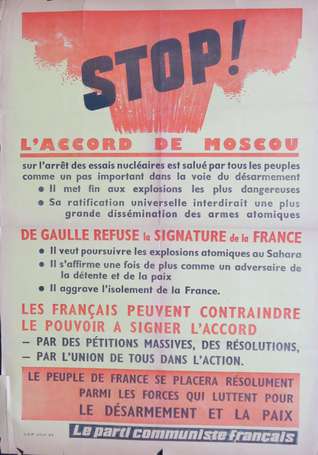 STOP!
L'ACCORD DE MOSCOU
sur l'arrêt des essais nucléaires est salué par tous les peuples
comme un pas important dans la voie du désarmement
● Il met fin aux explosions les plus dangereuses
● Sa ratification universelle interdirait une plus
grande dissémination des armes atomiques
DE GAULLE REFUSE la SIGNATURE de la FRANCE
● Il veut poursuivre les explosions atomiques au Sahara
● Il s'affirme une fois de plus comme un adversaire de
la détente et de la paix
● Il aggrave l'isolement de la France.
LES FRANÇAIS PEUVENT CONTRAINDRE
LE POUVOIR A SIGNER L'ACCORD
— PAR DES PÉTITIONS MASSIVES, DES RÉSOLUTIONS,
— PAR L'UNION DE TOUS DANS L'ACTION.
LE PEUPLE DE FRANCE SE PLACERA RÉSOLUMENT
PARMI LES FORCES QUI LUTTENT POUR
LE DÉSARMEMENT ET LA PAIX
Le parti communiste français